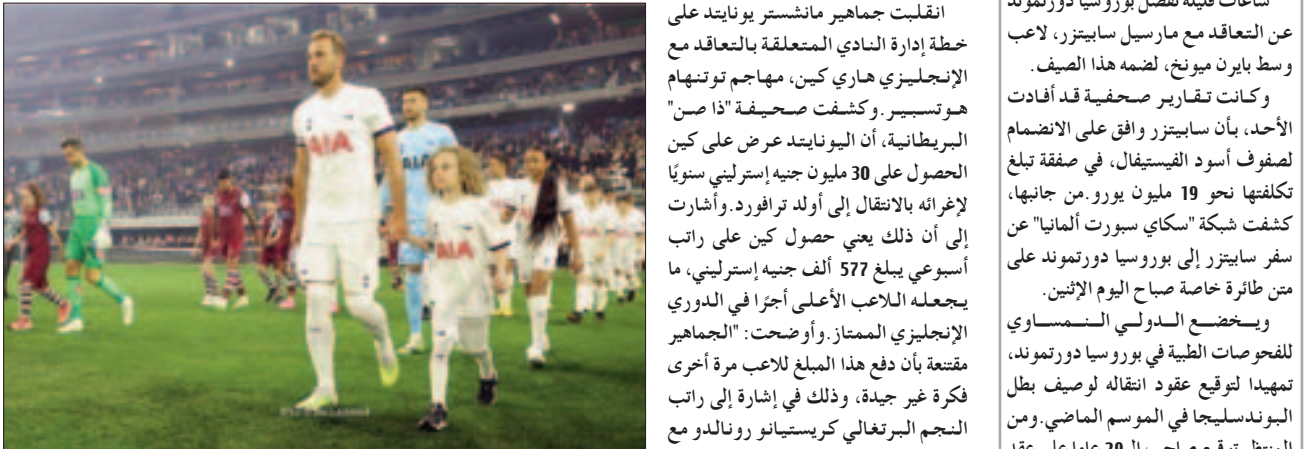 ساعات قليلة تفصل بوروسيا دورتموند
عن التعاقد مع مارسيل سابيتزر، لاعب
وسط بايرن ميونخ، لضمه هذا الصيف.
وكانت تقارير صحفية قد أفادت
الأحد، بأن سابيتزر وافق على الانضمام
لصفوف أسود الفيستيفال، في صفقة تبلغ
تكلفتها نحو 19 مليون يورو.من جانبها،
كشفت شبكة "سكاي سبورت ألمانيا" عن
سفر سابيتزر إلى بوروسيا دورتموند على
متن طائرة خاصة صباح اليوم الإثنين.
ويخضع الدولي النمساوي
للفحوصات الطبية في بوروسيا دورتموند،
تمهيدا لتوقيع عقود انتقاله لوصيف بطل
البوندسليجا في الموسم الماضي.ومن
انقلبت جماهير مانشستر يونايتد على
خطة إدارة النادي المتعلقة بالتعاقد مع
الإنجليزي هاري كين، مهاجم توتنهام
هوتسبير.وكشفت صحيفة "ذا صن"
البريطانية، أن اليونايتد عرض على كين
الحصول على 30 مليون جنيه إسترليني سنويًا
لإغرائه بالانتقال إلى أولد ترافورد.وأشارت
إلى أن ذلك يعني حصول كين على راتب
أسبوعي يبلغ 577 ألف جنيه إسترليني، ما
يجعله اللاعب الأعلى أجرًا في الدوري
الإنجليزي الممتاز.وأوضحت: "الجماهير
مقتنعة بأن دفع هذا المبلغ للاعب مرة أخرى
فكرة غير جيدة، وذلك في إشارة إلى راتب
النجم البرتغالي كريستيانو رونالدو مع
AIA
AIA
AIA